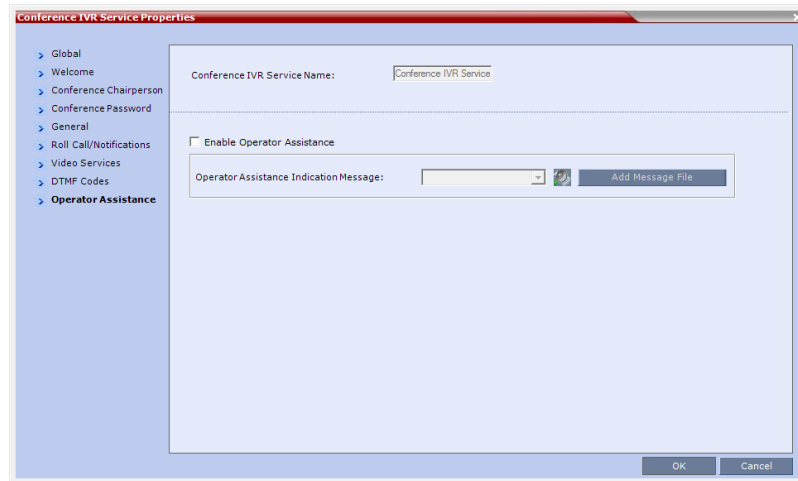 Conference IVR Service Properties
Global
Welcome
Conference Chairperson
Conference Password
General
Roll Call/Notifications
Video Services
DTMF Codes
Operator Assistance
Conference IVR Service Name: Conference IVR Service
Enable Operator Assistance
Operator Assistance Indication Message: Add Message File
OK Cancel